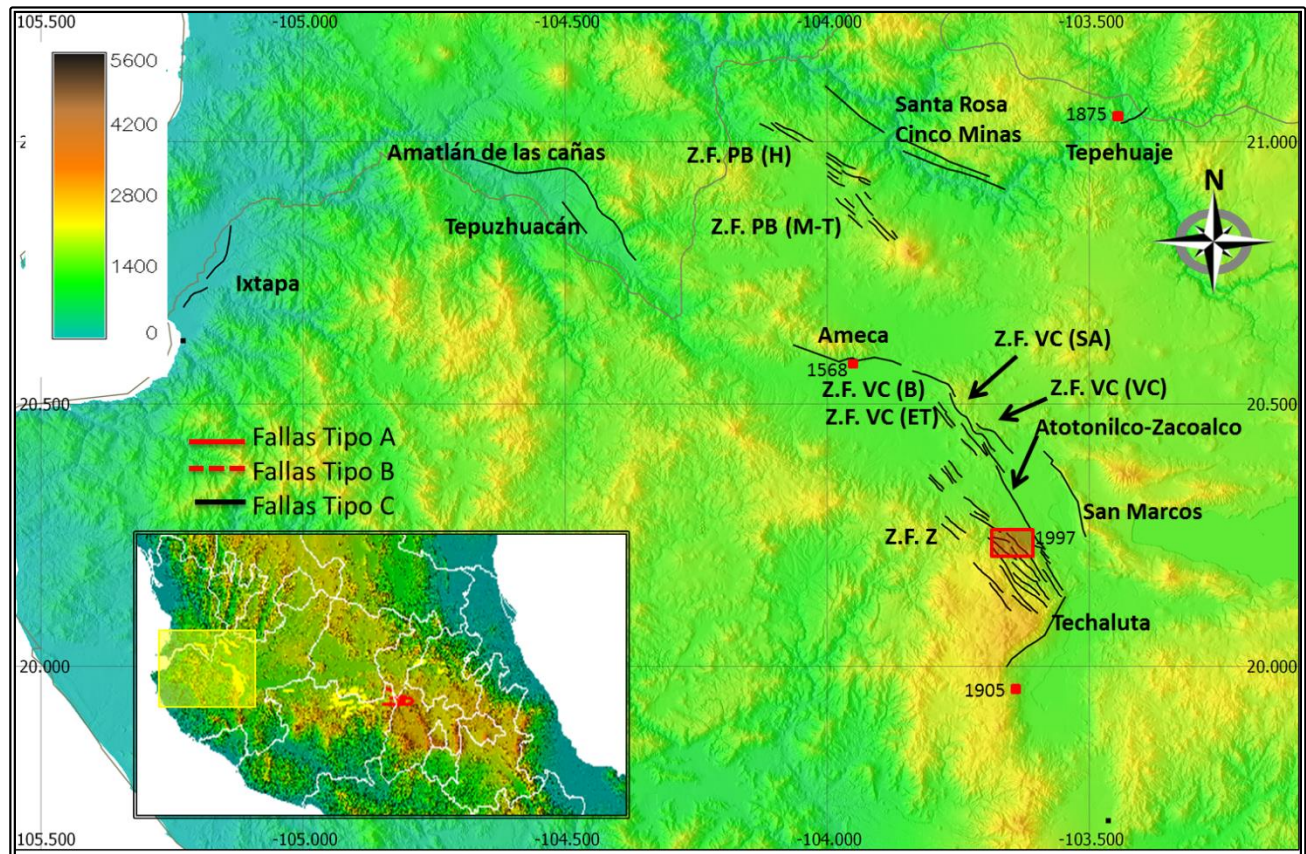 -105.500
-105.000
-104.500
-104.000
-103.500
5600
4200
2800
1400
0
Santa Rosa
Cinco Minas
1875
Tepehuaje
21.000
Amatlán de las cañas
Z.F. PB (H)
N
Tepuzhuacán
Z.F. PB (M-T)
Ixtapa
Ameca
1568
Z.F. VC (SA)
Z.F. VC (B)
Z.F. VC (VC)
Z.F. VC (ET)
Atotonilco-Zacoalco
20.500
20.500
Fallas Tipo A
Fallas Tipo B
Fallas Tipo C
San Marcos
Z.F. Z
1997
Techaluta
20.000
20.000
1905
-105.500
-105.000
-104.500
-104.000
-103.500